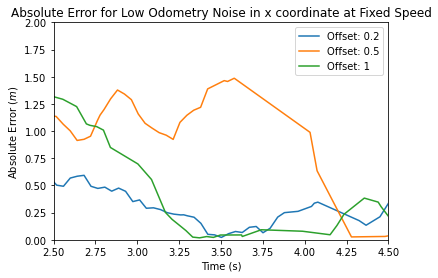 Absolute Error for Low Odometry Noise in x coordinate at Fixed Speed
2.00
1.75
1.50
1.25
1.00
0.75
0.50
0.25
0.00
Absolute Error (m)
Offset: 0.2
Offset: 0.5
Offset: 1
2.50 2.75 3.00 3.25 3.50 3.75 4.00 4.25 4.50
Time (s)